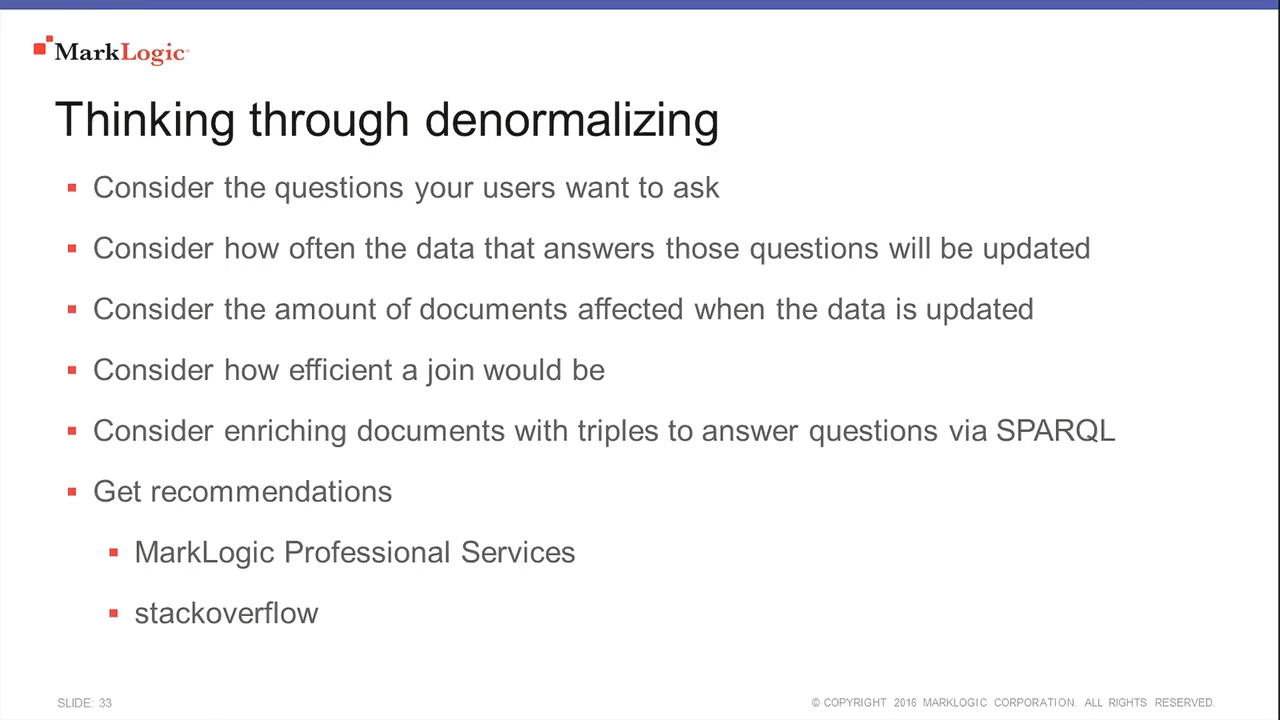 MarkLogic
Thinking through denormalizing
Consider the questions your users want to ask
Consider how often the data that answers those questions will be updated
Consider the amount of documents affected when the data is updated
Consider how efficient a join would be
Consider enriching documents with triples to answer questions via SPARQL
Get recommendations
MarkLogic Professional Services
stackoverflow
SLIDE: 33
© COPYRIGHT 2016 MARKLOGIC CORPORATION. ALL RIGHTS RESERVED.